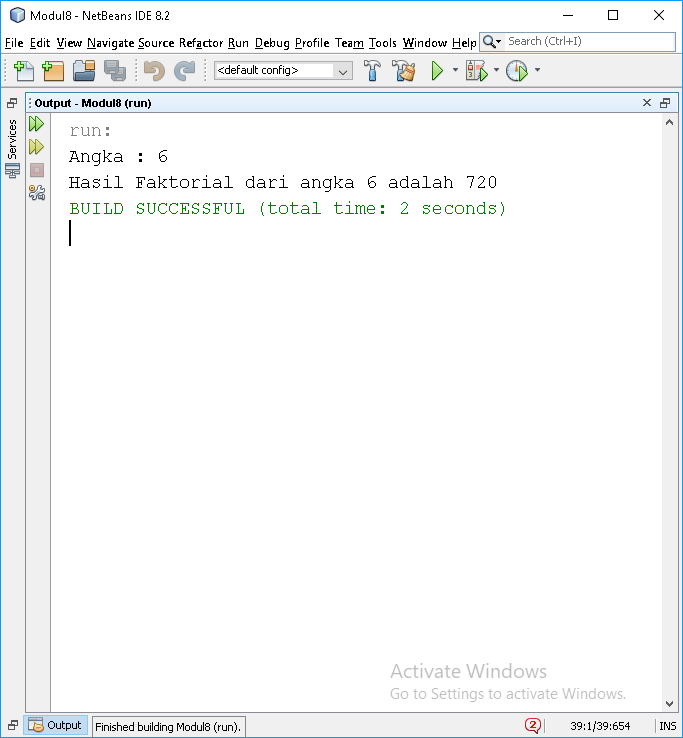 Modul8 - NetBeans IDE 8.2
File Edit View Navigate Source Refactor Run Debug Profile Team Tools Window Help Search (Ctrl+I)
<default config>
Output - Modul8 (run)
Services
run:
Angka : 6
Hasil Faktorial dari angka 6 adalah 720
BUILD SUCCESSFUL (total time: 2 seconds)
Activate Windows
Go to Settings to activate Windows.
Output
Finished building Modul8 (run).
2
39:1/39:654
INS